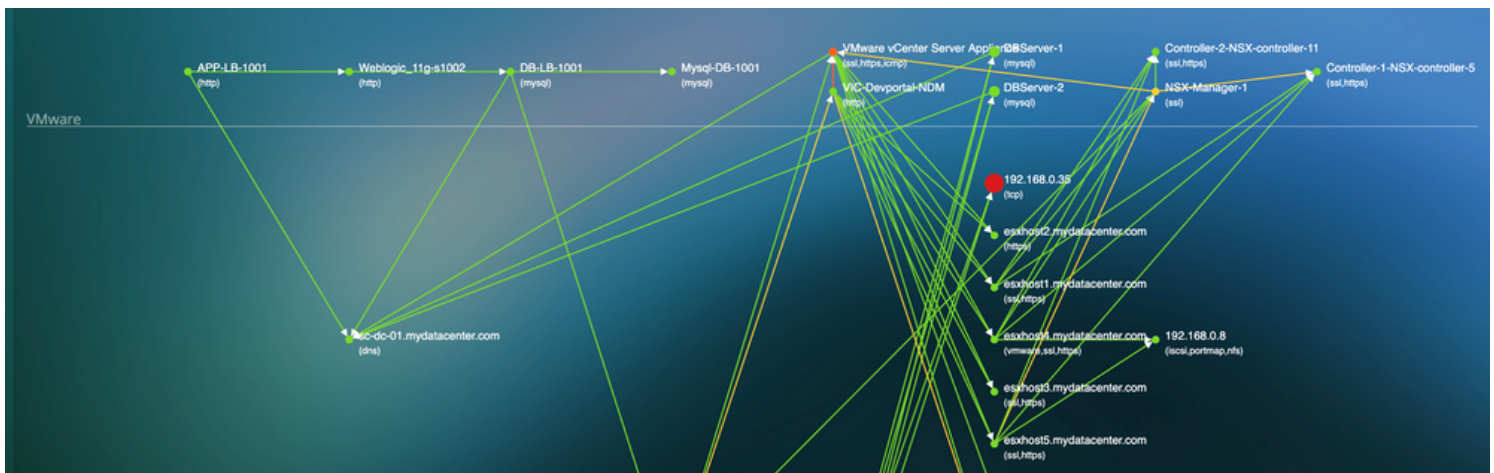 APP-LB-1001
(http)
Weblogic_11g-s1002
(http)
DB-LB-1001
(mysql)
Mysql-DB-1001
(mysql)
VMware vCenter Server Appliance
(ssl,https,icmp)
DBServer-1
(mysql)
Controller-2-NSX-controller-11
(ssl,https)
Controller-1-NSX-controller-5
(ssl,https)
VIC-Devportal-NDM
(http)
DBServer-2
(mysql)
NSX-Manager-1
(ssl)
VMware
192.168.0.35
(tcp)
esxhost2.mydatacenter.com
(https)
esxhost1.mydatacenter.com
(ssl,https)
sc-dc-01.mydatacenter.com
(dns)
esxhost4.mydatacenter.com
(vmware,ssl,https)
192.168.0.8
(iscsi,portmap,nfs)
esxhost3.mydatacenter.com
(ssl,https)
esxhost5.mydatacenter.com
(ssl,https)